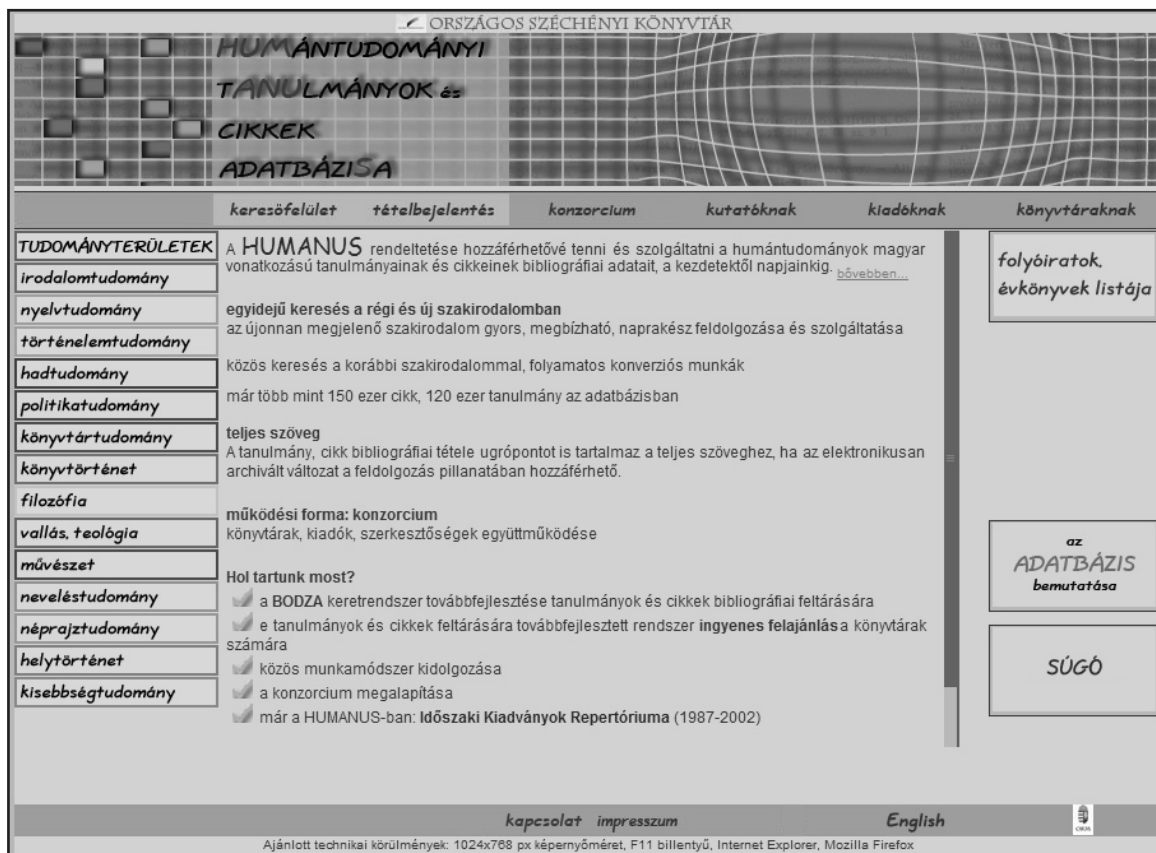 ORSZÁGOS SZÉCHÉNYI KÖNYVTÁR
HUMÁNTUDOMÁNYI
TANULMÁNYOK és
CIKKEK
ADATBÁZISA
keresőfelület tételbejelentés konzorcium kutatóknak kiadóknak könyvtáraknak
TUDOMÁNYTERÜLETEK
irodalomtudomány
nyelvtudomány
történelemtudomány
hadtudomány
politikatudomány
könyvtártudomány
könyvtörténet
filozófia
vallás, teológia
művészet
neveléstudomány
néprajztudomány
helytörténet
kisebbségtudomány
A HUMANUS rendeltetése hozzáférhetővé tenni és szolgáltatni a humántudományok magyar
vonatkozású tanulmányainak és cikkeinek bibliográfiai adatait, a kezdetektől napjainkig. bővebben...
egyidejű keresés a régi és új szakirodalomban
az újonnan megjelenő szakirodalom gyors, megbízható, naprakész feldolgozása és szolgáltatása
közös keresés a korábbi szakirodalommal, folyamatos konverziós munkák
már több mint 150 ezer cikk, 120 ezer tanulmány az adatbázisban
teljes szöveg
A tanulmány, cikk bibliográfiai tétele ugrópontot is tartalmaz a teljes szöveghez, ha az elektronikusan
archivált változat a feldolgozás pillanatában hozzáférhető.
működési forma: konzorcium
könyvtárak, kiadók, szerkesztőségek együttműködése
Hol tartunk most?
a BODZA keretrendszer továbbfejlesztése tanulmányok és cikkek bibliográfiai feltárására
e tanulmányok és cikkek feltárására továbbfejlesztett rendszer ingyenes felajánlás a könyvtárak
számára
közös munkamódszer kidolgozása
a konzorcium megalapítása
már a HUMANUS-ban: Időszaki Kiadványok Repertóriuma (1987-2002)
folyóiratok,
évkönyvek listája
az
ADATBÁZIS
bemutatása
SÚGÓ
kapcsolat impresszum English
Ajánlott technikai körülmények: 1024x768 px képernyőméret, F11 billentyű, Internet Explorer, Mozilla Firefox